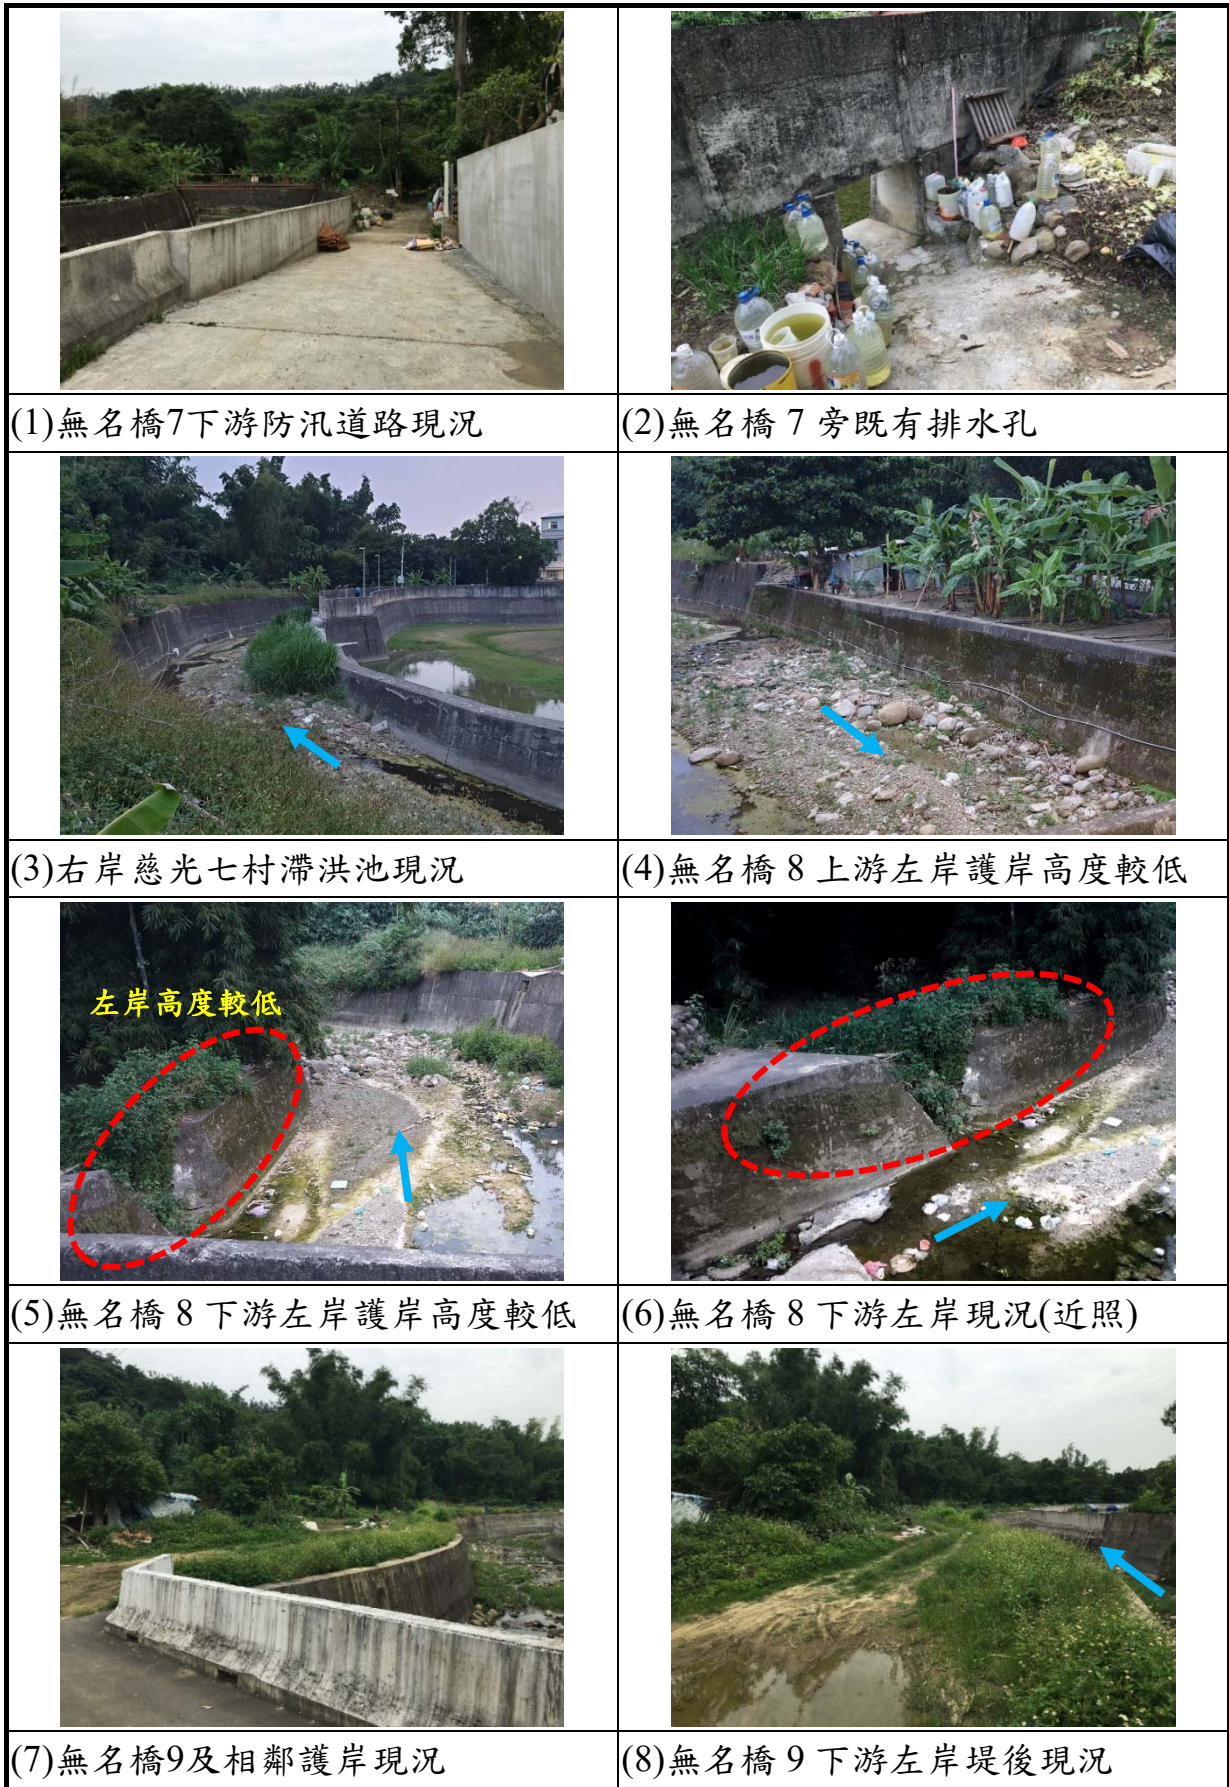 (1)無名橋7下游防汛道路現況
(2)無名橋 7 旁既有排水孔
(3)右岸慈光七村滯洪池現況
(4)無名橋 8 上游左岸護岸高度較低
左岸高度較低
(5)無名橋 8 下游左岸護岸高度較低
(6)無名橋 8 下游左岸現況(近照)
(7)無名橋9及相鄰護岸現況
(8)無名橋 9 下游左岸堤後現況